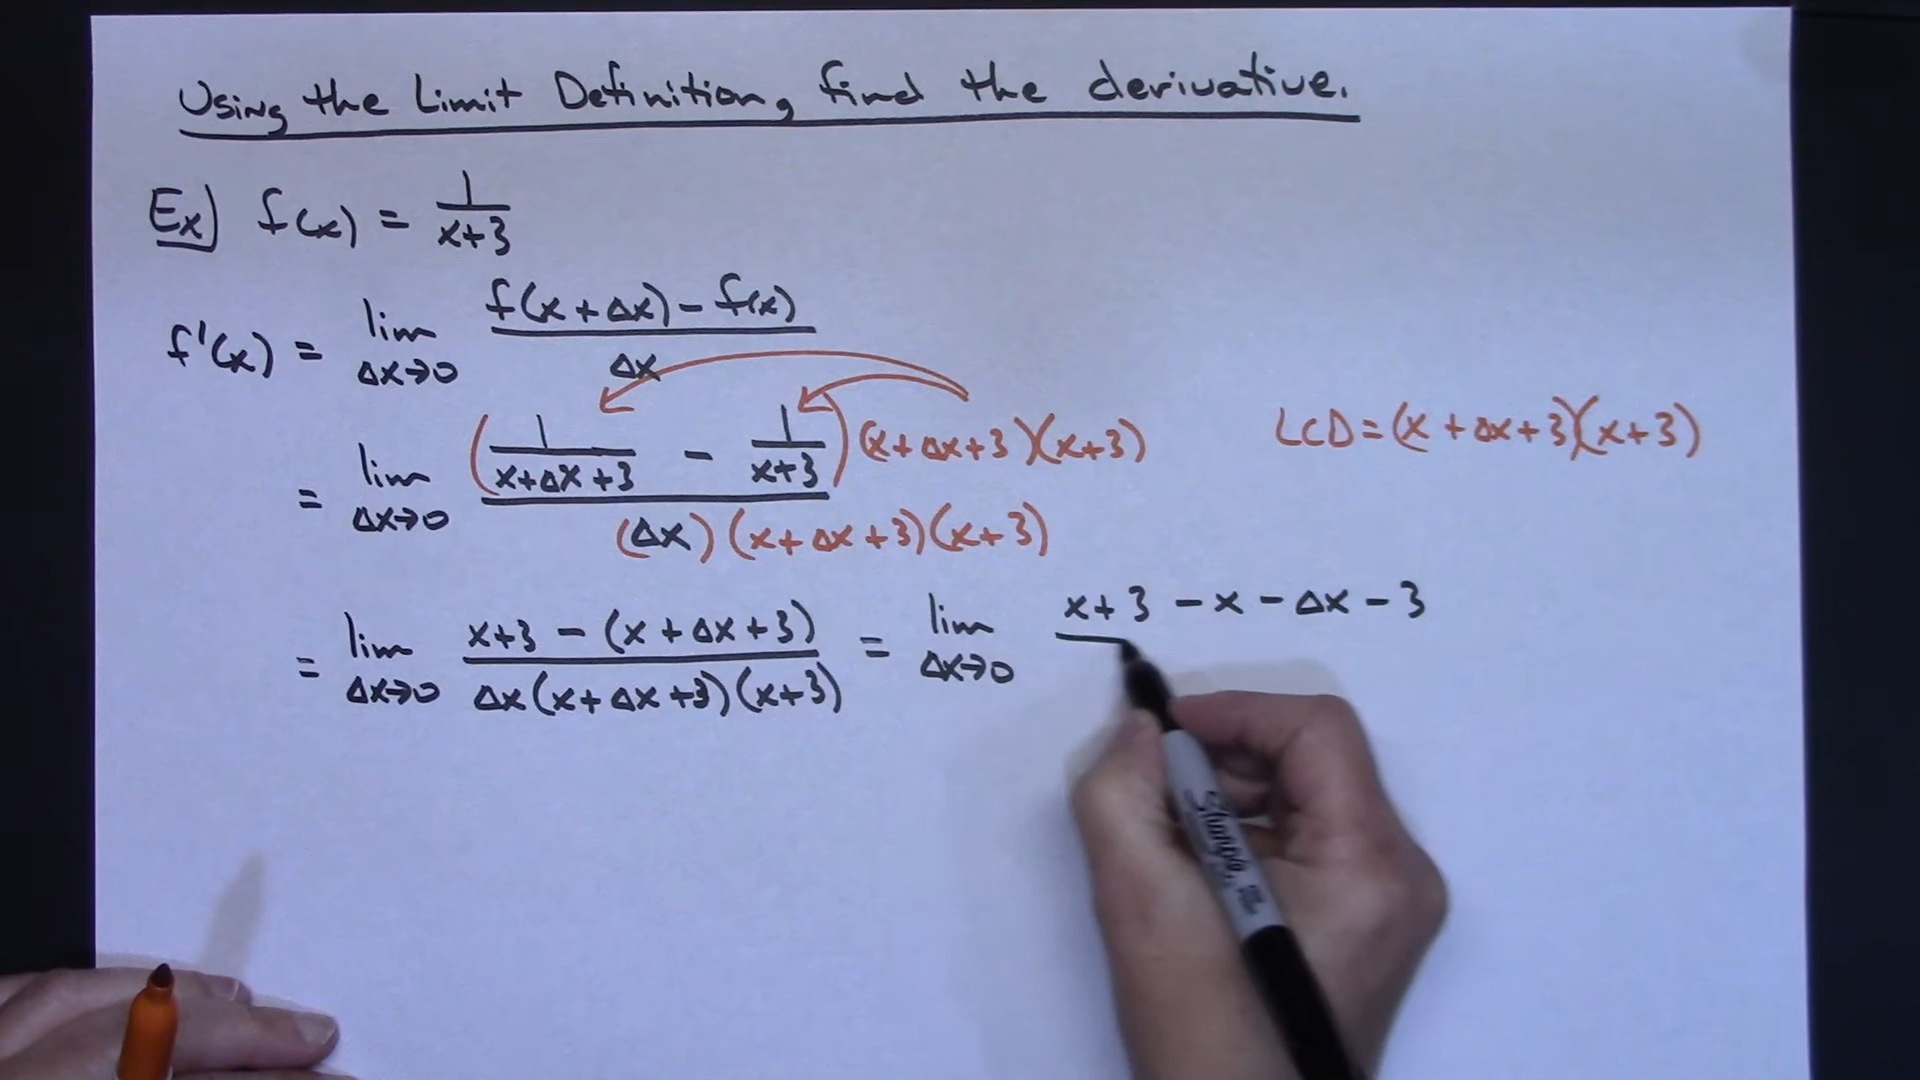 Using the Limit Definition, find the derivative.
Ex) f(x) = 1/(x+3)
f'(x) = lim Δx→0 (f(x+Δx) - f(x))/Δx
= lim Δx→0 (1/(x+Δx+3) - 1/(x+3)) (x+Δx+3)(x+3) / (Δx)(x+Δx+3)(x+3)
LCD = (x+Δx+3)(x+3)
= lim Δx→0 (x+3 - (x+Δx+3))/(Δx(x+Δx+3)(x+3)) = lim Δx→0 x+3 - x - Δx - 3
Sharpie